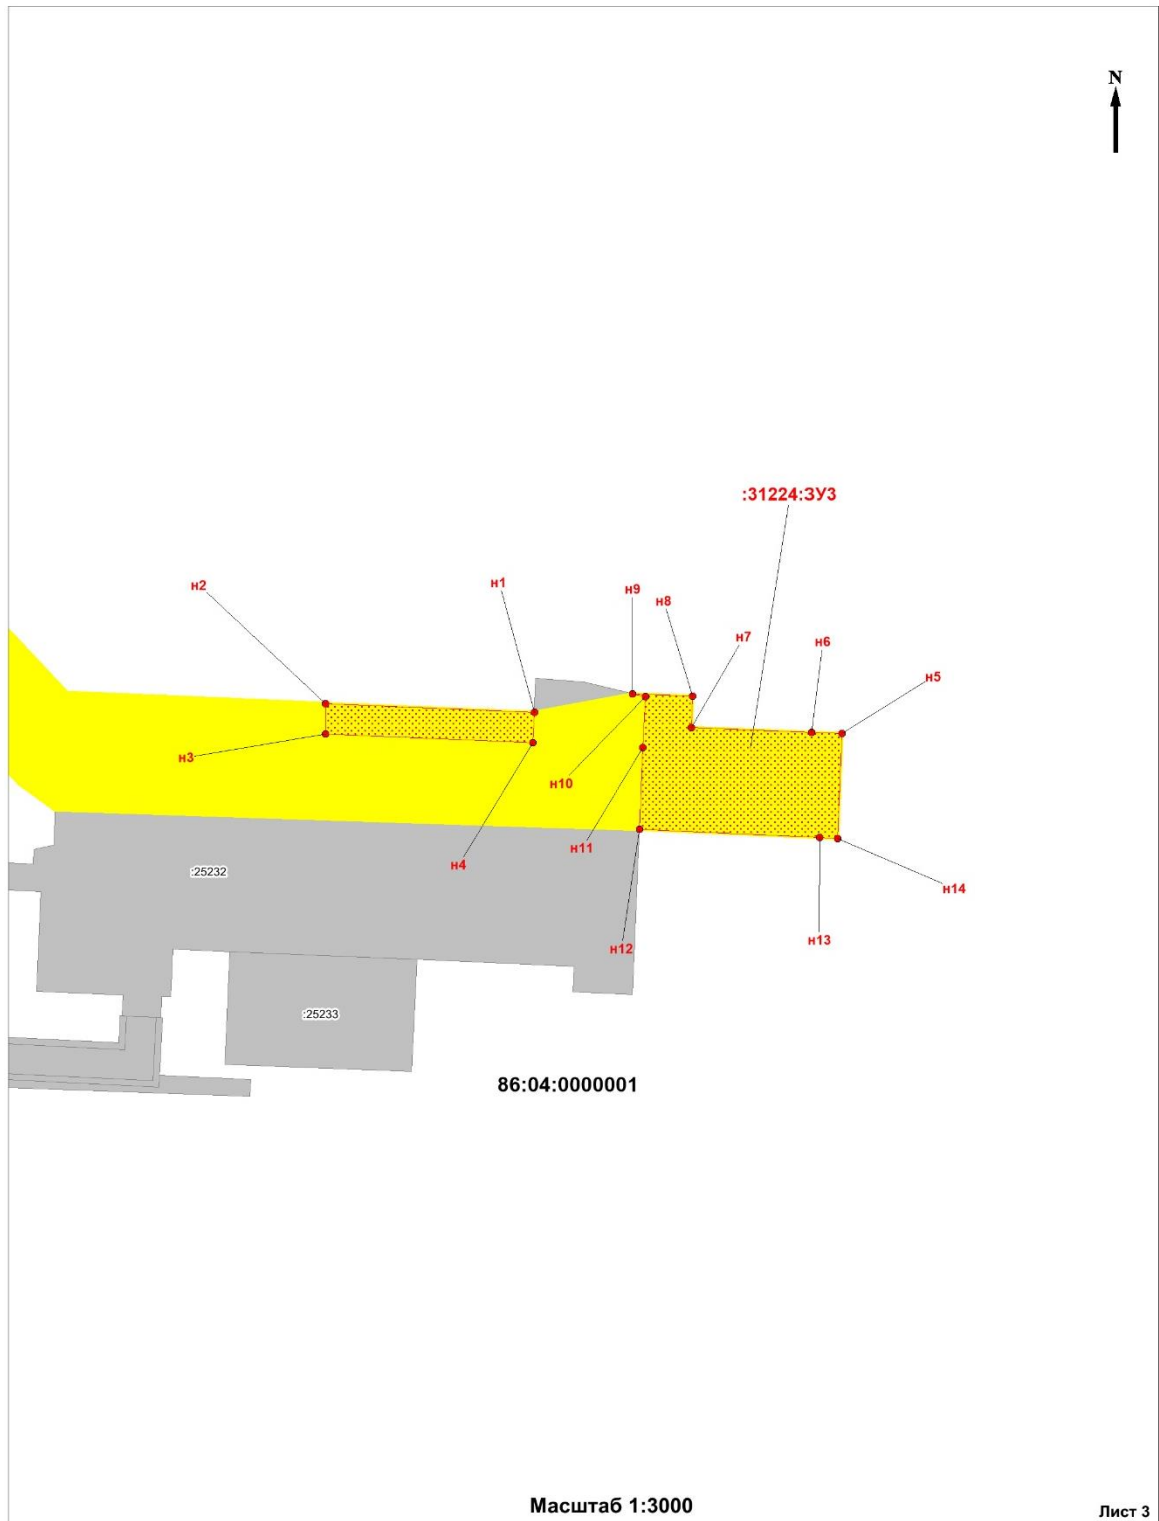 N
:31224:ЗУ3
н2
н1
н9
н8
н7
н6
н5
н3
н10
н11
н4
:25232
н14
н13
н12
:25233
86:04:0000001
Масштаб 1:3000
Лист 3